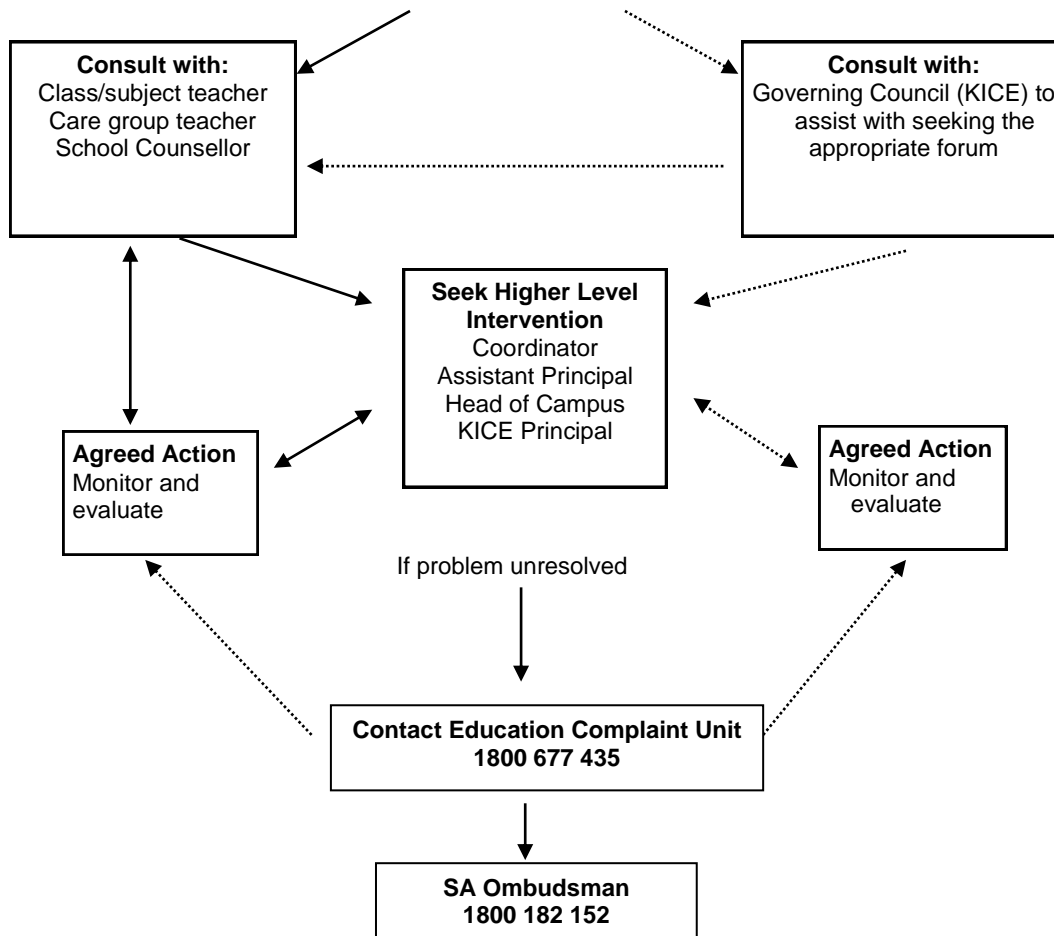 Consult with:
Class/subject teacher
Care group teacher
School Counsellor
Consult with:
Governing Council (KICE) to
assist with seeking the
appropriate forum
Seek Higher Level
Intervention
Coordinator
Assistant Principal
Head of Campus
KICE Principal
Agreed Action
Monitor and
evaluate
Agreed Action
Monitor and
evaluate
If problem unresolved
Contact Education Complaint Unit
1800 677 435
SA Ombudsman
1800 182 152